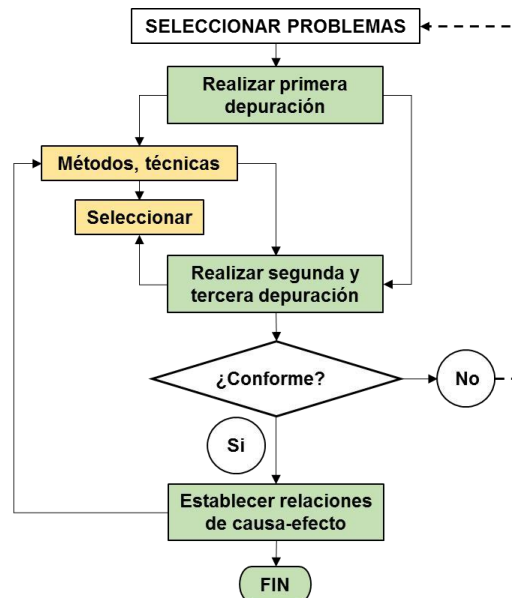 SELECCIONAR PROBLEMAS
Realizar primera
depuración
Métodos, técnicas
Seleccionar
Realizar segunda y
tercera depuración
¿Conforme?
No
Si
Establecer relaciones
de causa-efecto
FIN